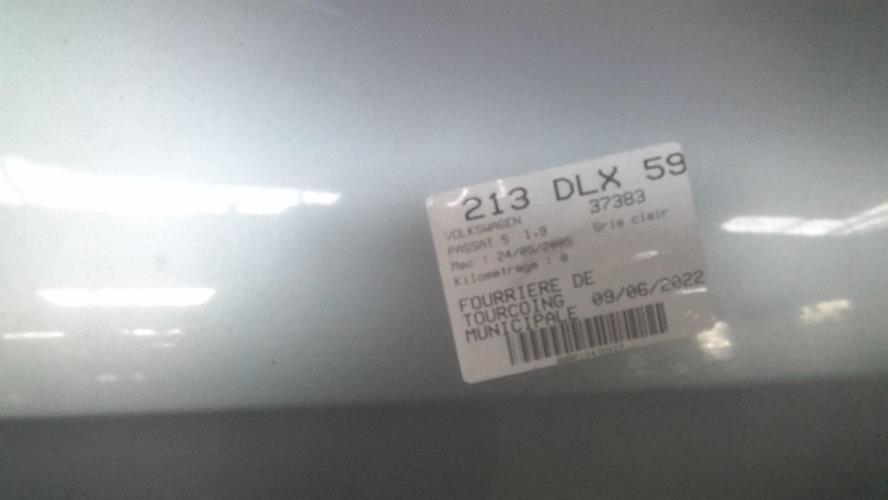 213 DLX 59
VOLKSWAGEN 37383
PASSAT 5 1.9 Gris clair
Mec : 24/05/2005
Kilometrage : 0
FOURRIERE DE
TOURCOING 09/06/2022
MUNICIPALE